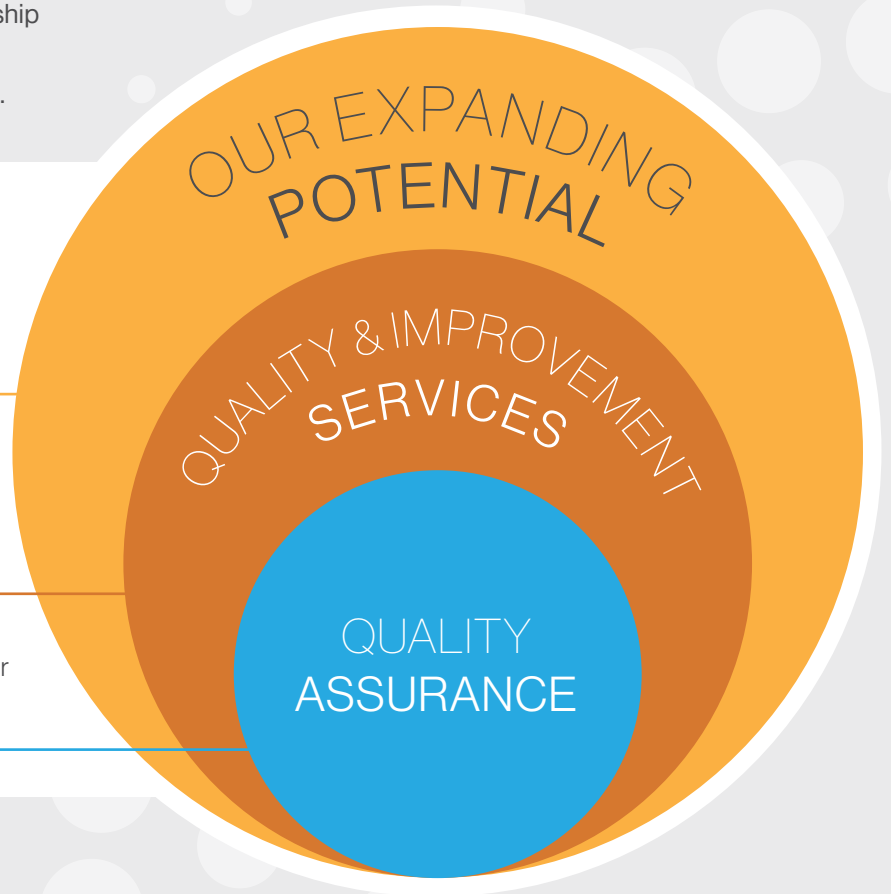 ship
.
OUR EXPANDING
POTENTIAL
QUALITY & IMPROVEMENT
SERVICES
r
QUALITY
ASSURANCE